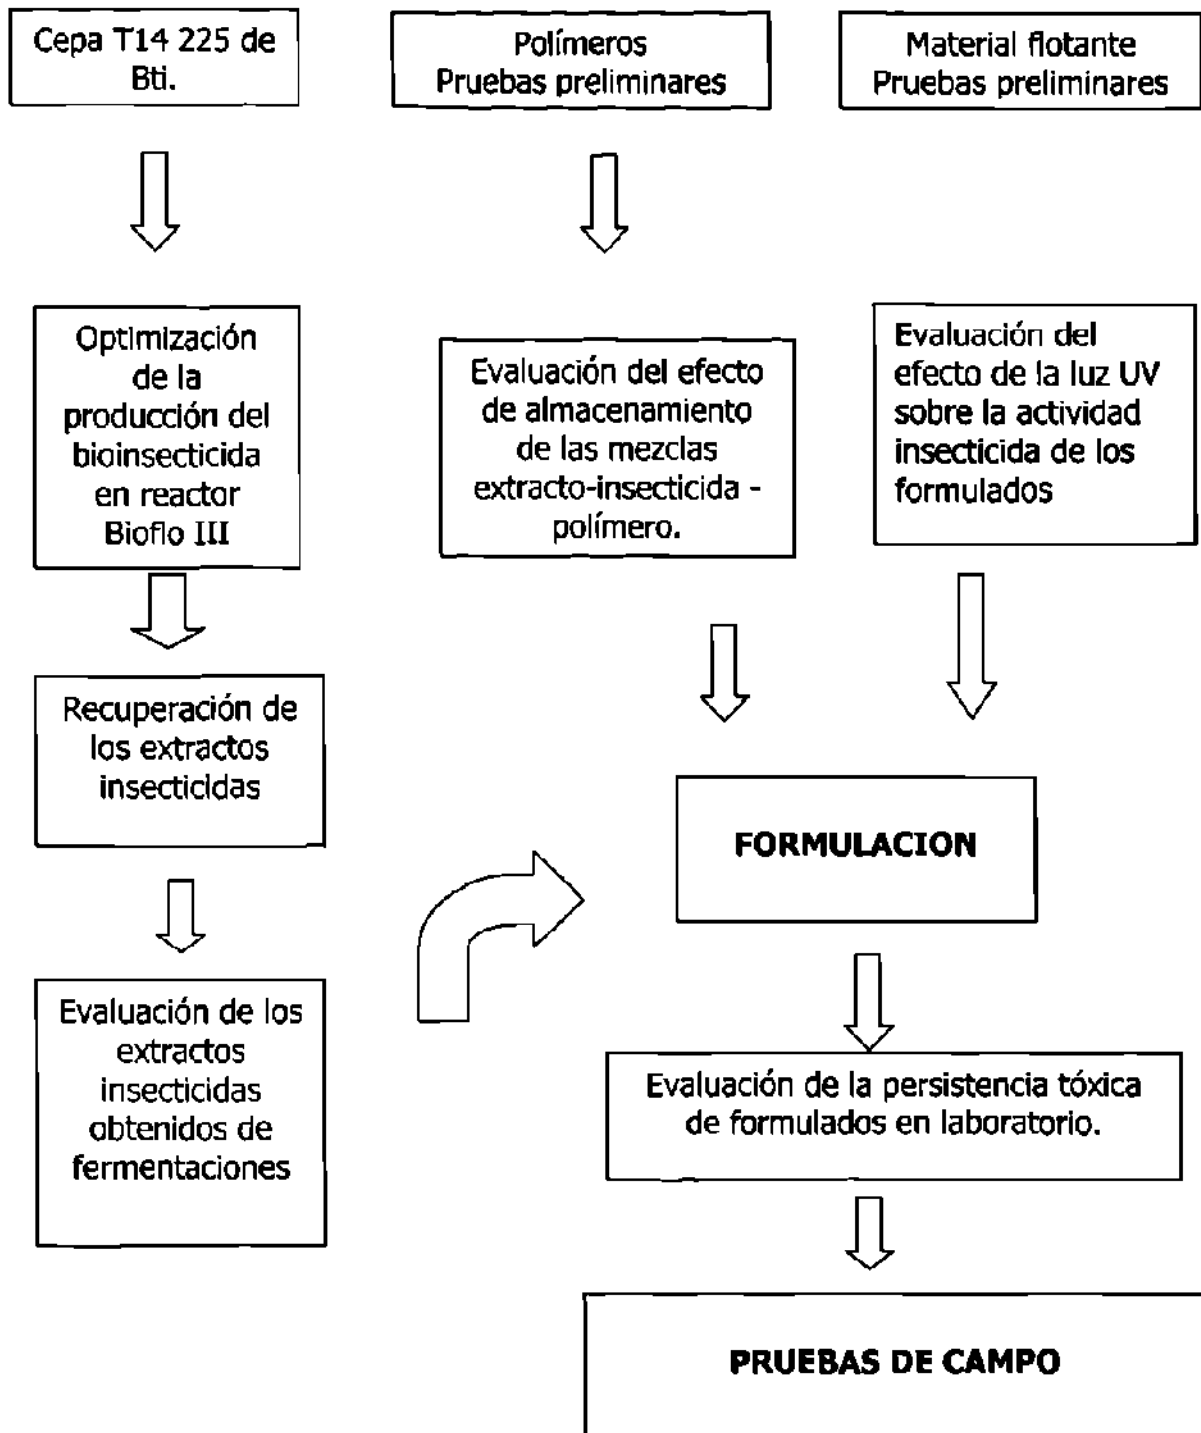 Cepa T14 225 de
Bti.
Polímeros
Pruebas preliminares
Material flotante
Pruebas preliminares
Optimización
de la
producción del
bioinsecticida
en reactor
Bioflo III
Evaluación del efecto
de almacenamiento
de las mezclas
extracto-insecticida -
polímero.
Evaluación del
efecto de la luz UV
sobre la actividad
insecticida de los
formulados
Recuperación de
los extractos
insecticidas
FORMULACION
Evaluación de los
extractos
insecticidas
obtenidos de
fermentaciones
Evaluación de la persistencia tóxica
de formulados en laboratorio.
PRUEBAS DE CAMPO